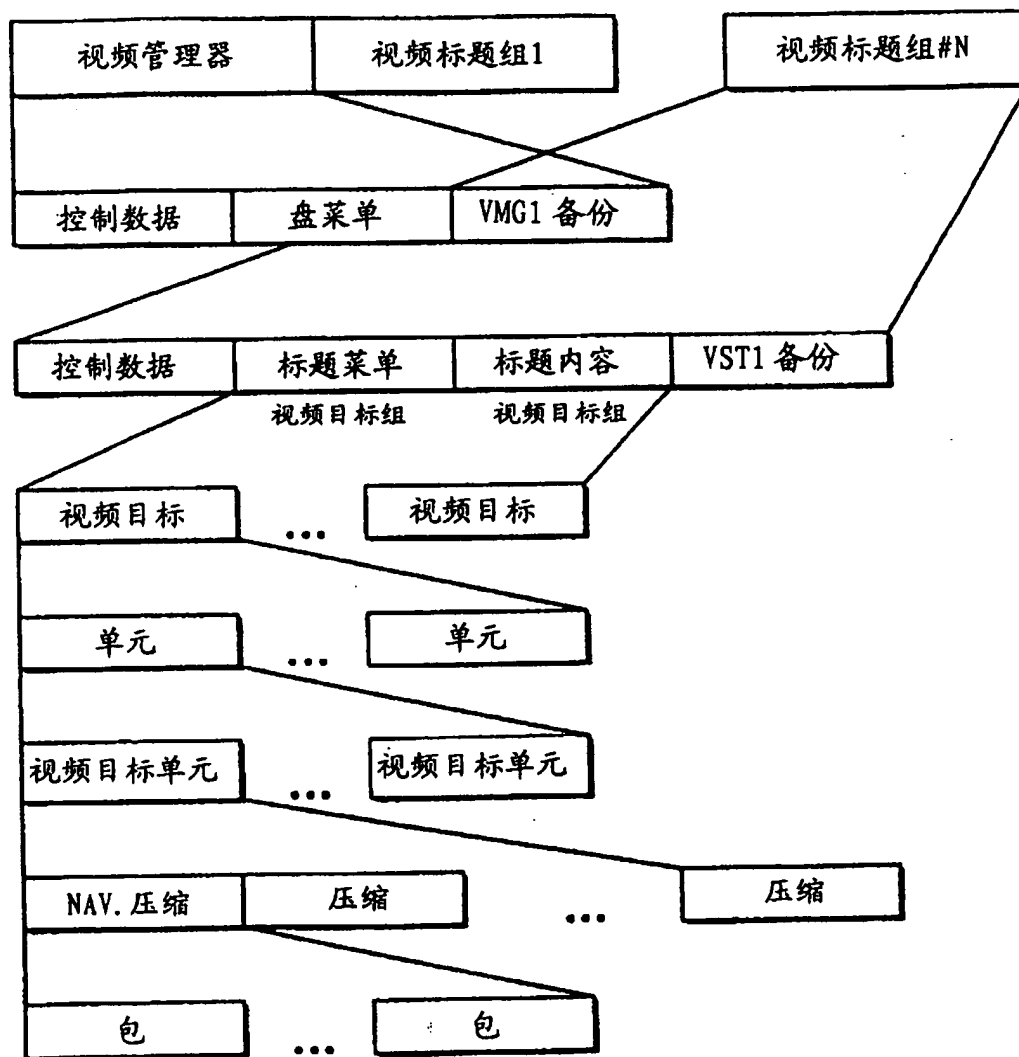 视频管理器 视频标题组1 视频标题组#N
控制数据 盘菜单 VMG1 备份
控制数据 标题菜单 标题内容 VST1 备份
视频目标组 视频目标组
视频目标 ... 视频目标
单元 ... 单元
视频目标单元 ... 视频目标单元
NAV.压缩 压缩 ... 压缩
包 ... 包